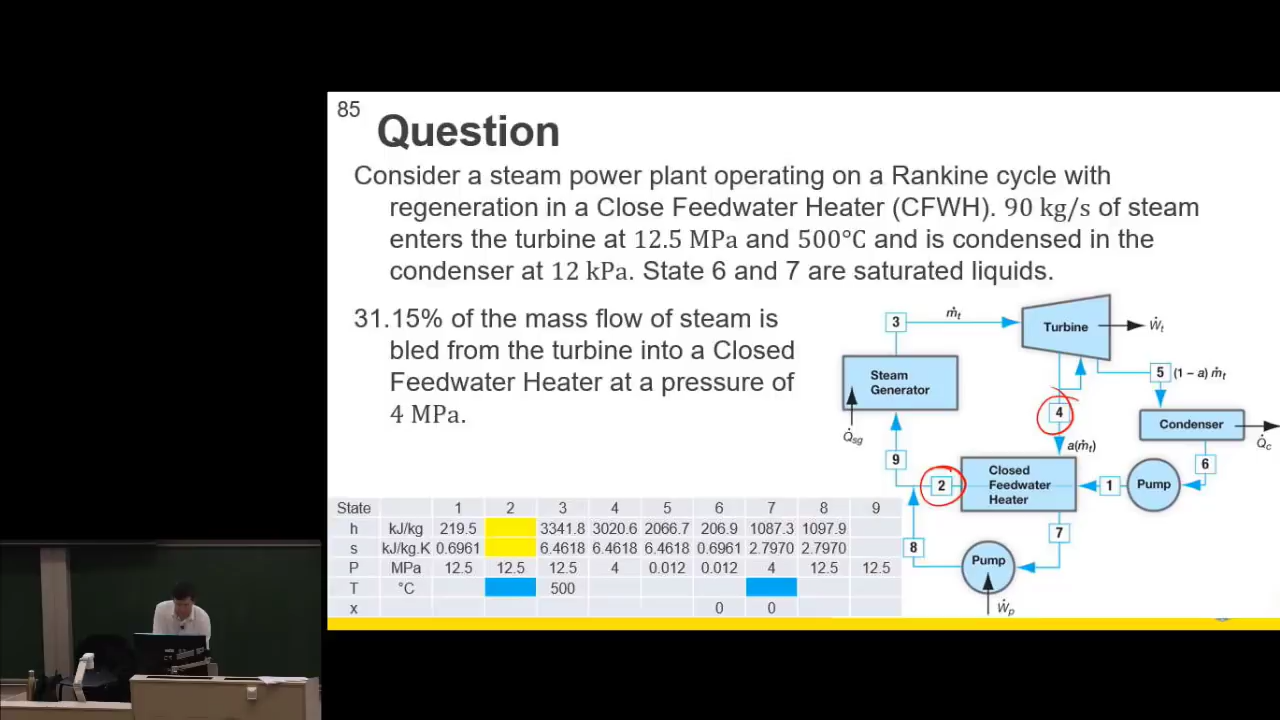 85
Question
Consider a steam power plant operating on a Rankine cycle with
regeneration in a Close Feedwater Heater (CFWH). 90 kg/s of steam
enters the turbine at 12.5 MPa and 500°C and is condensed in the
condenser at 12 kPa. State 6 and 7 are saturated liquids.
31.15% of the mass flow of steam is
bled from the turbine into a Closed
Feedwater Heater at a pressure of
4 MPa.
3
ṁt
Turbine
Ẇt
Steam
Generator
5
(1 – a) ṁt
4
Condenser
Q̇sg
a(ṁt)
Q̇c
9
6
2
Closed
Feedwater
Heater
1
Pump
8
7
Pump
Ẇp
State 1 2 3 4 5 6 7 8 9
h kJ/kg 219.5 3341.8 3020.6 2066.7 206.9 1087.3 1097.9
s kJ/kg.K 0.6961 6.4618 6.4618 6.4618 0.6961 2.7970 2.7970
P MPa 12.5 12.5 12.5 4 0.012 0.012 4 12.5 12.5
T °C 500
x 0 0